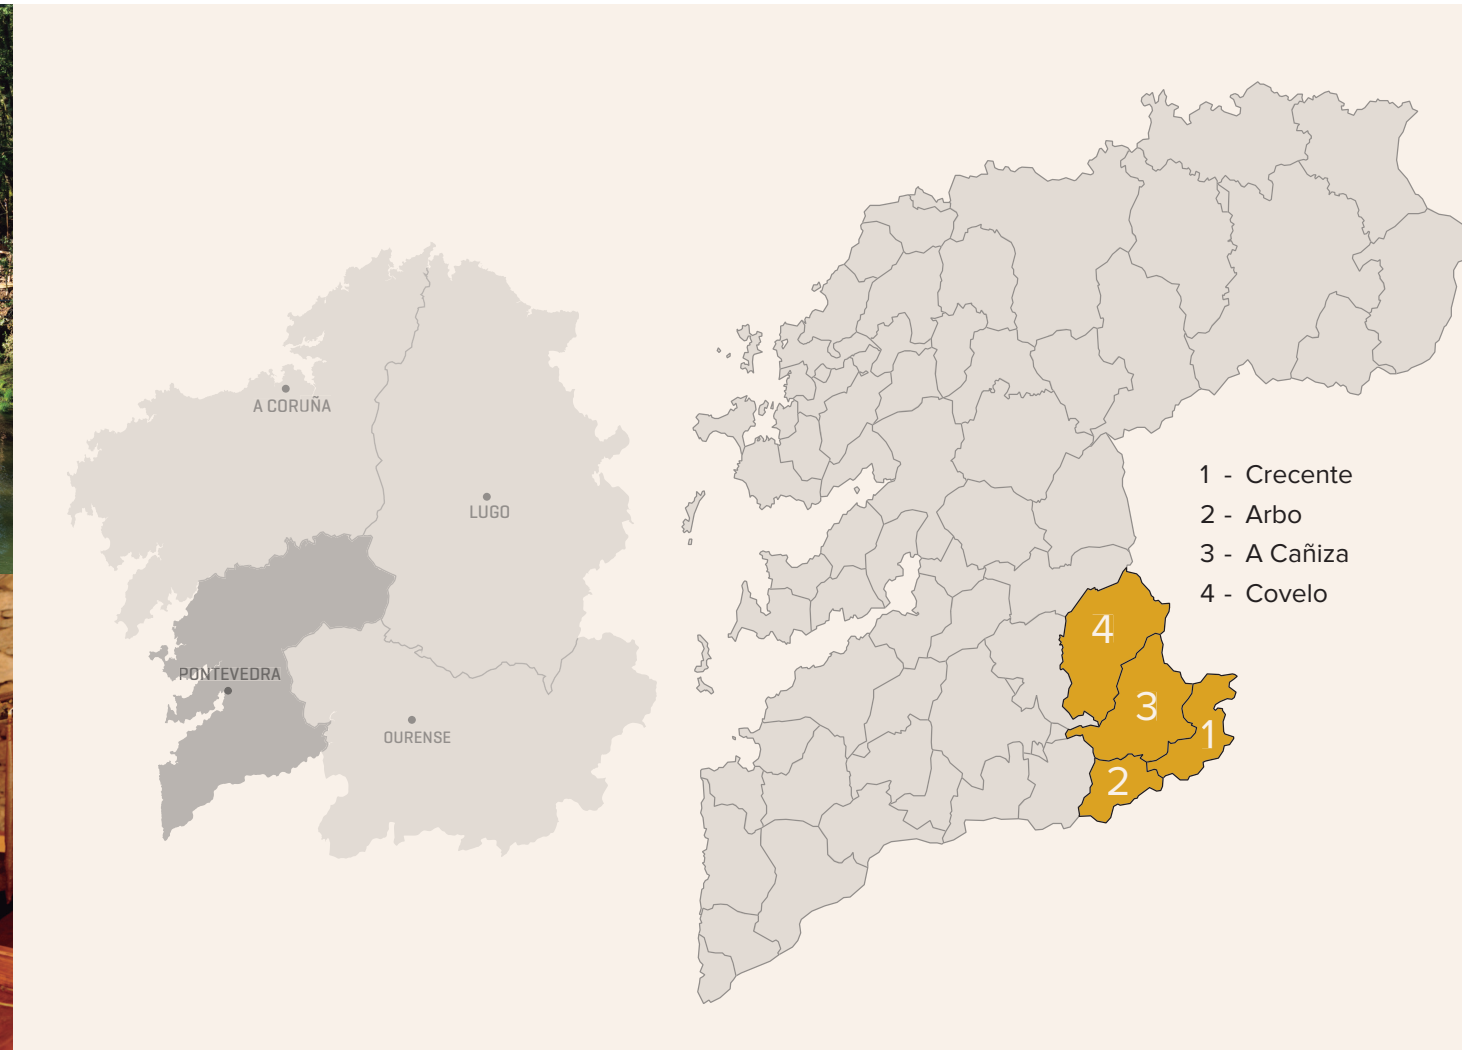 A CORUÑA
LUGO
PONTEVEDRA
OURENSE
1 - Crecente
2 - Arbo
3 - A Cañiza
4 - Covelo
4
3
1
2